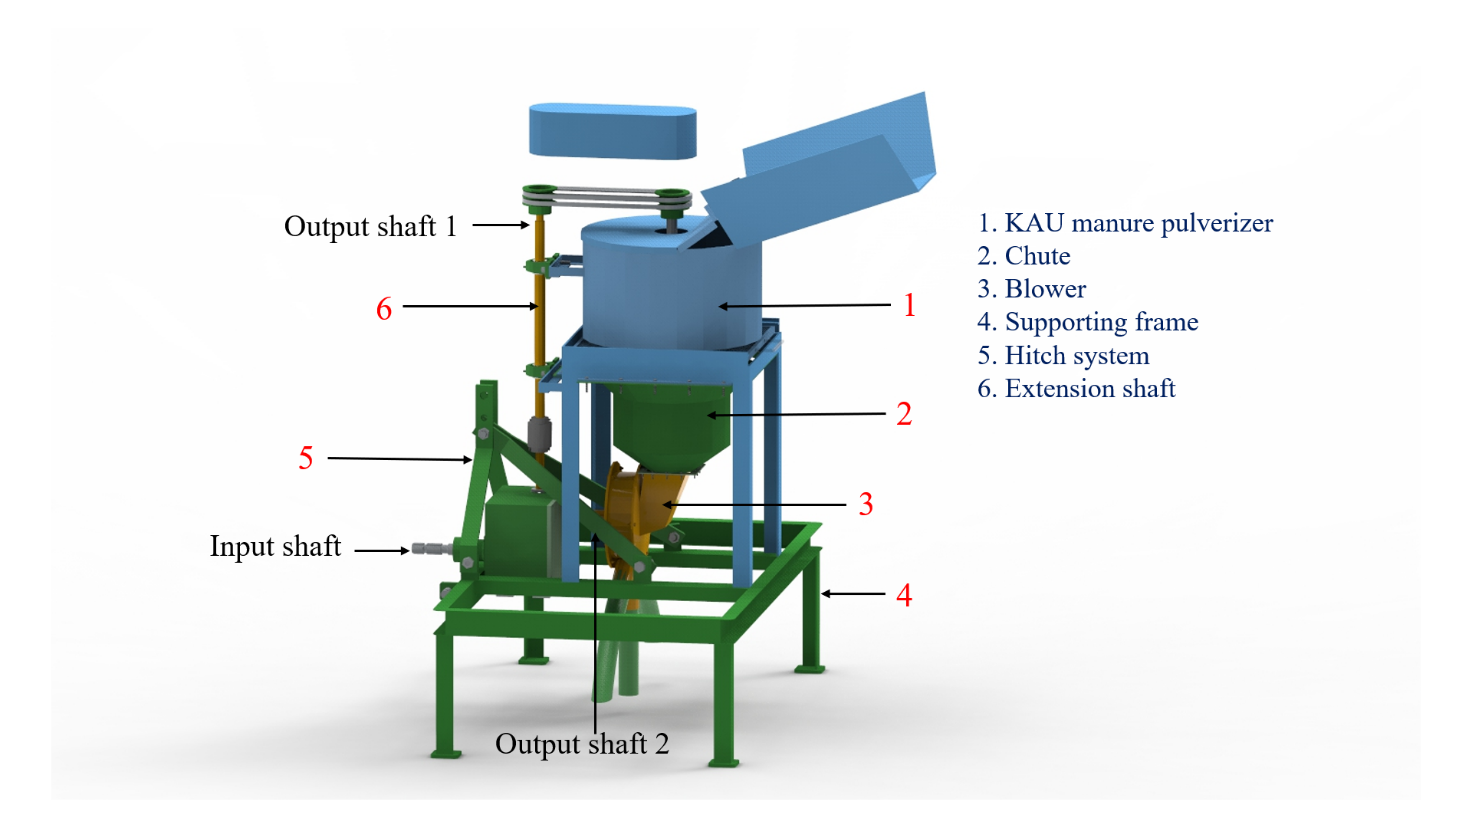 Output shaft 1
6
1
2
5
3
Input shaft
4
Output shaft 2
1. KAU manure pulverizer
2. Chute
3. Blower
4. Supporting frame
5. Hitch system
6. Extension shaft